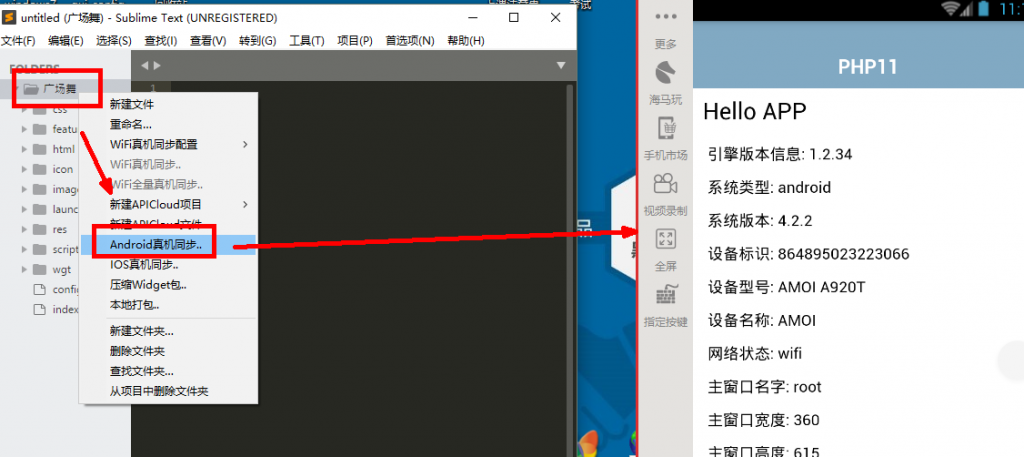 untitled (广场舞) - Sublime Text (UNREGISTERED)
文件(F) 编辑(E) 选择(S) 查找(I) 查看(V) 转到(G) 工具(T) 项目(P) 首选项(N) 帮助(H)
FOLDERS
广场舞
css
featu
html
icon
image
launc
res
script
wgt
config
index
1
新建文件
重命名...
WiFi真机同步配置
WiFi真机同步..
WiFi全量真机同步..
新建APICloud项目
新建APICloud文件
Android真机同步..
IOS真机同步..
压缩Widget包..
本地打包..
新建文件夹...
删除文件夹
查找文件夹...
从项目中删除文件夹
品
更多
海马玩
手机市场
视频录制
全屏
指定按键
PHP11
Hello APP
引擎版本信息: 1.2.34
系统类型: android
系统版本: 4.2.2
设备标识: 864895023223066
设备型号: AMOI A920T
设备名称: AMOI
网络状态: wifi
主窗口名字: root
主窗口宽度: 360
主窗口高度: 615